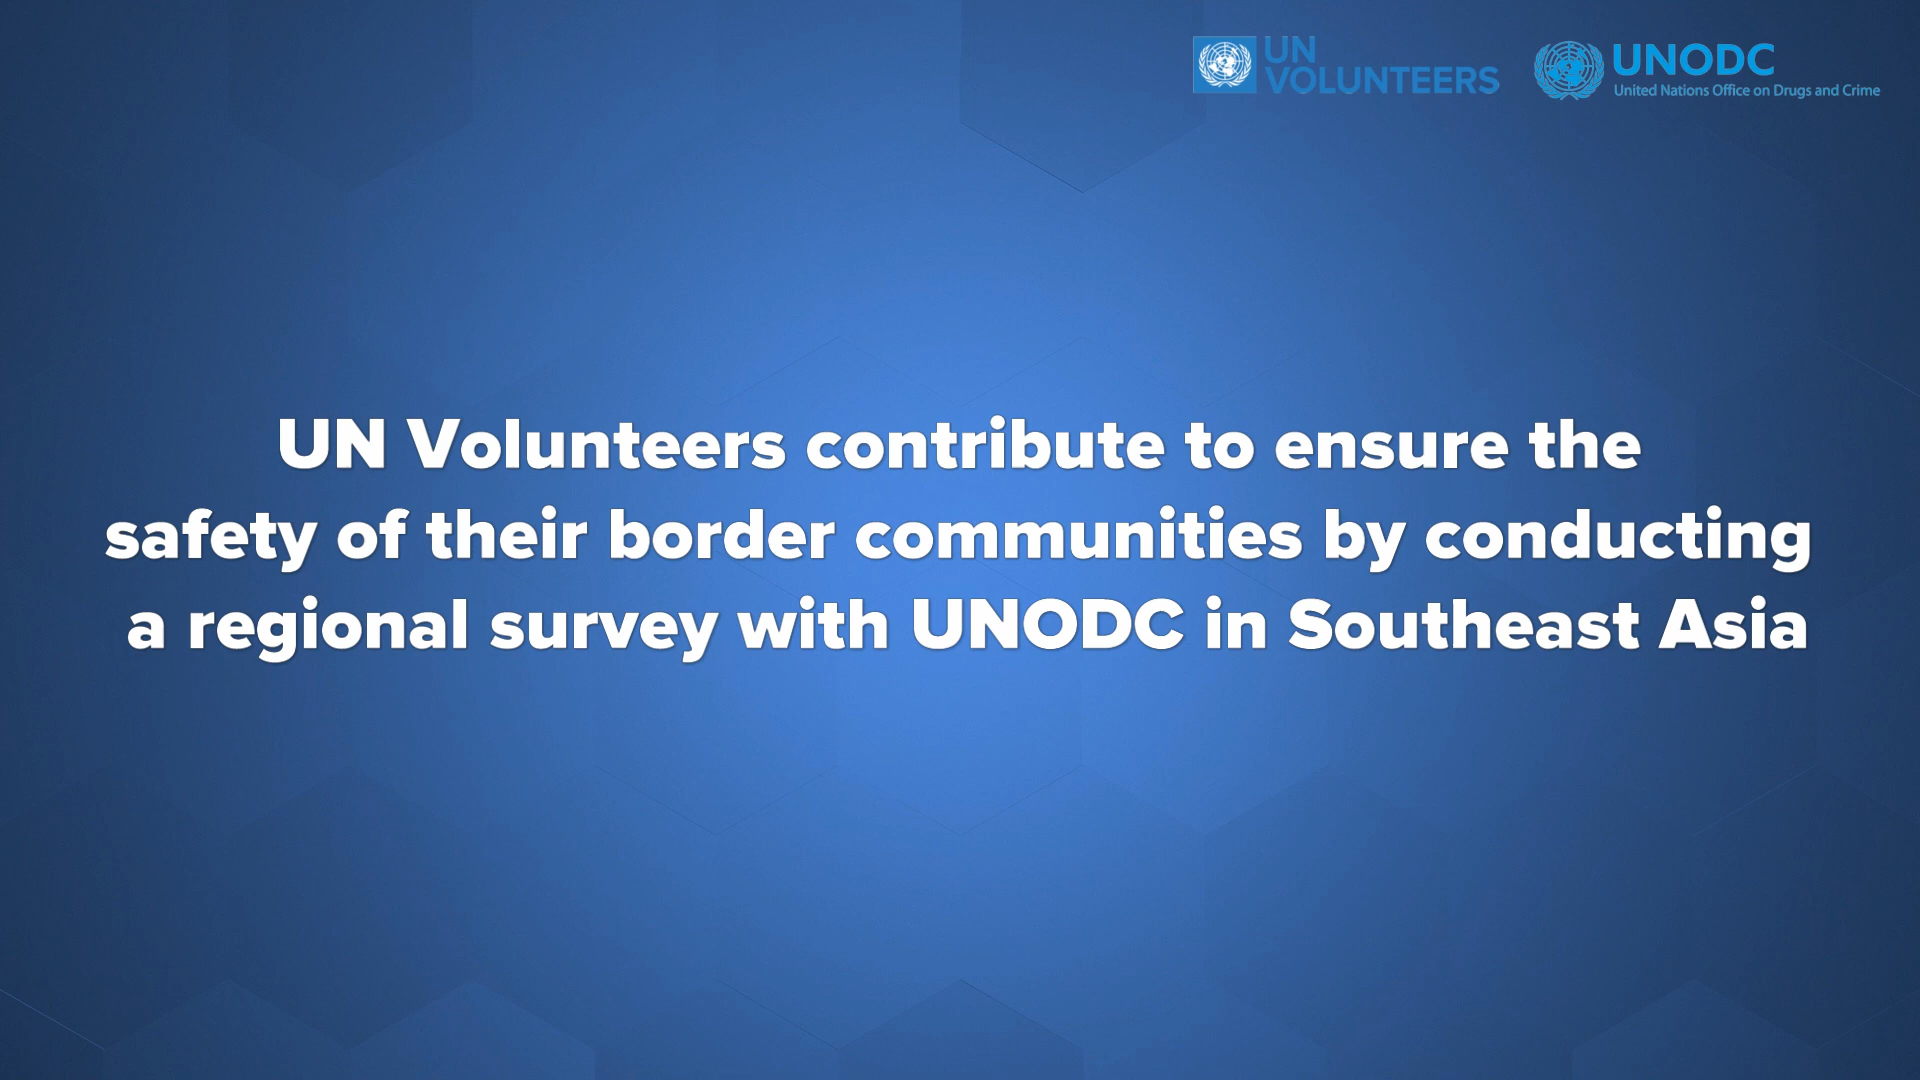 UN
VOLUNTEERS
UNODC
United Nations Office on Drugs and Crime
UN Volunteers contribute to ensure the
safety of their border communities by conducting
a regional survey with UNODC in Southeast Asia